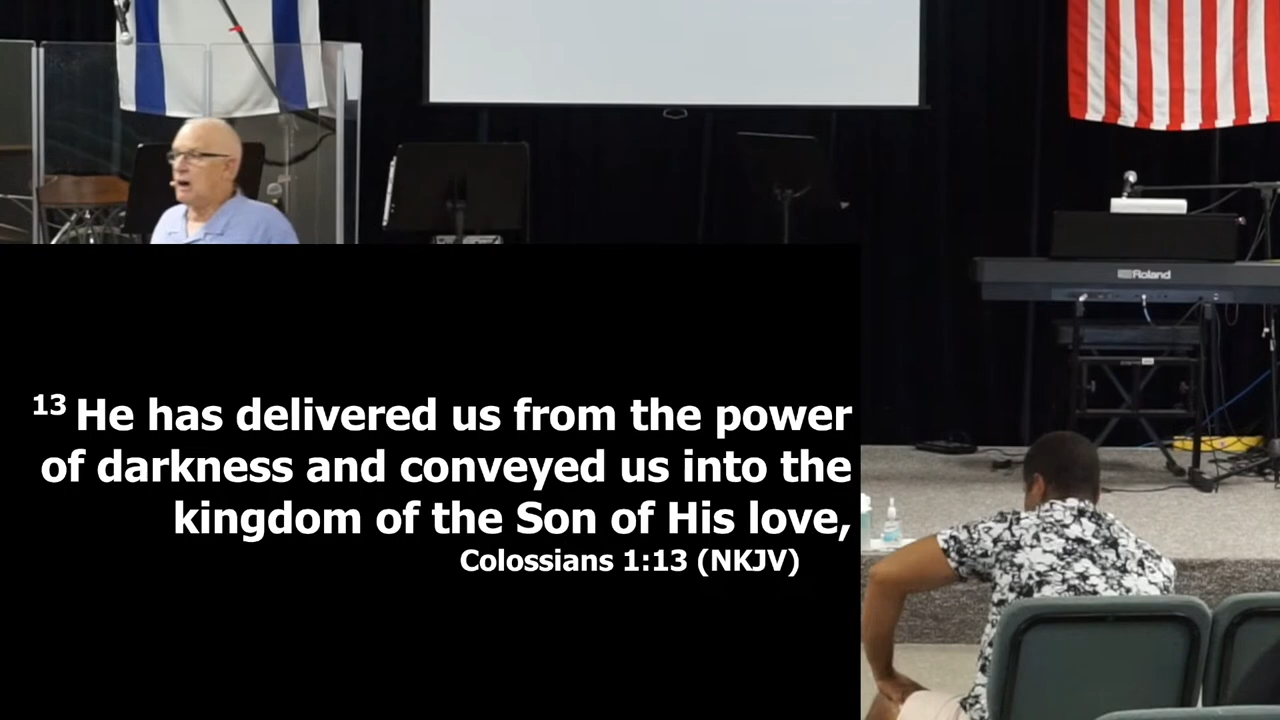 Roland
13 He has delivered us from the power
of darkness and conveyed us into the
kingdom of the Son of His love,
Colossians 1:13 (NKJV)